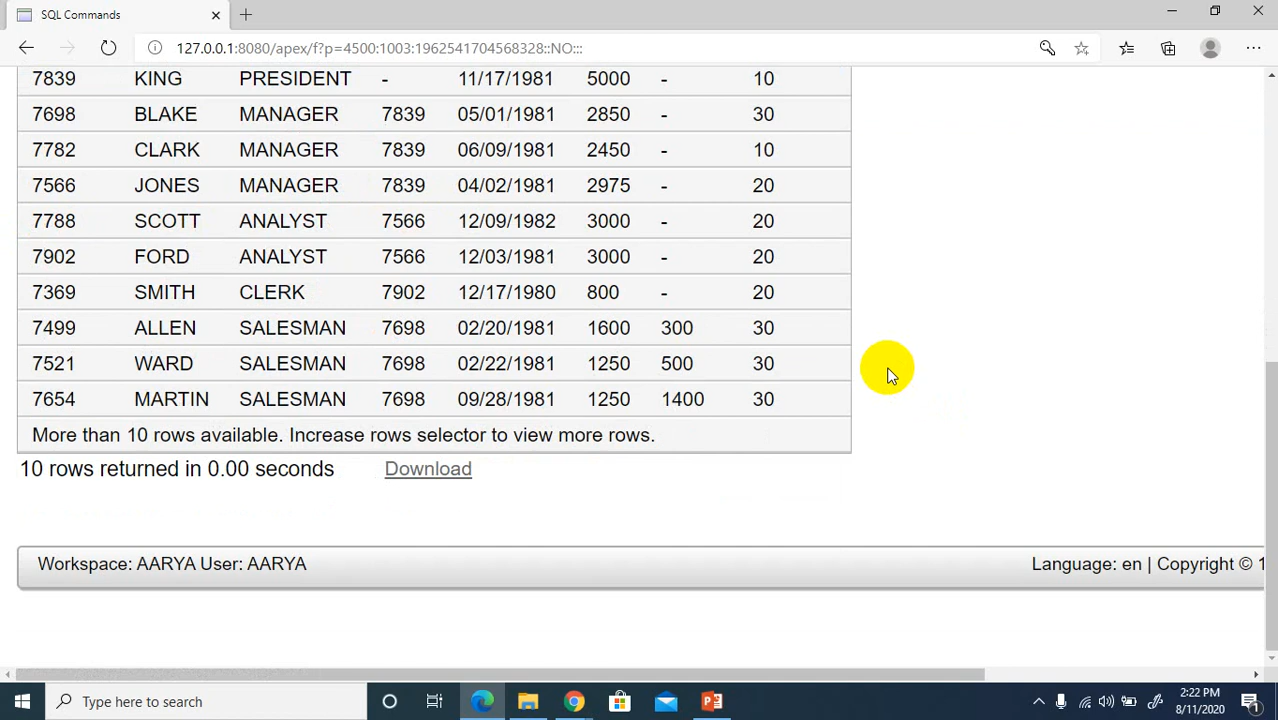 SQL Commands
127.0.0.1:8080/apex/f?p=4500:1003:1962541704568328::NO:::
7839 KING PRESIDENT - 11/17/1981 5000 - 10
7698 BLAKE MANAGER 7839 05/01/1981 2850 - 30
7782 CLARK MANAGER 7839 06/09/1981 2450 - 10
7566 JONES MANAGER 7839 04/02/1981 2975 - 20
7788 SCOTT ANALYST 7566 12/09/1982 3000 - 20
7902 FORD ANALYST 7566 12/03/1981 3000 - 20
7369 SMITH CLERK 7902 12/17/1980 800 - 20
7499 ALLEN SALESMAN 7698 02/20/1981 1600 300 30
7521 WARD SALESMAN 7698 02/22/1981 1250 500 30
7654 MARTIN SALESMAN 7698 09/28/1981 1250 1400 30
More than 10 rows available. Increase rows selector to view more rows.
10 rows returned in 0.00 seconds Download
Workspace: AARYA User: AARYA Language: en | Copyright © 1
Type here to search
2:22 PM
8/11/2020